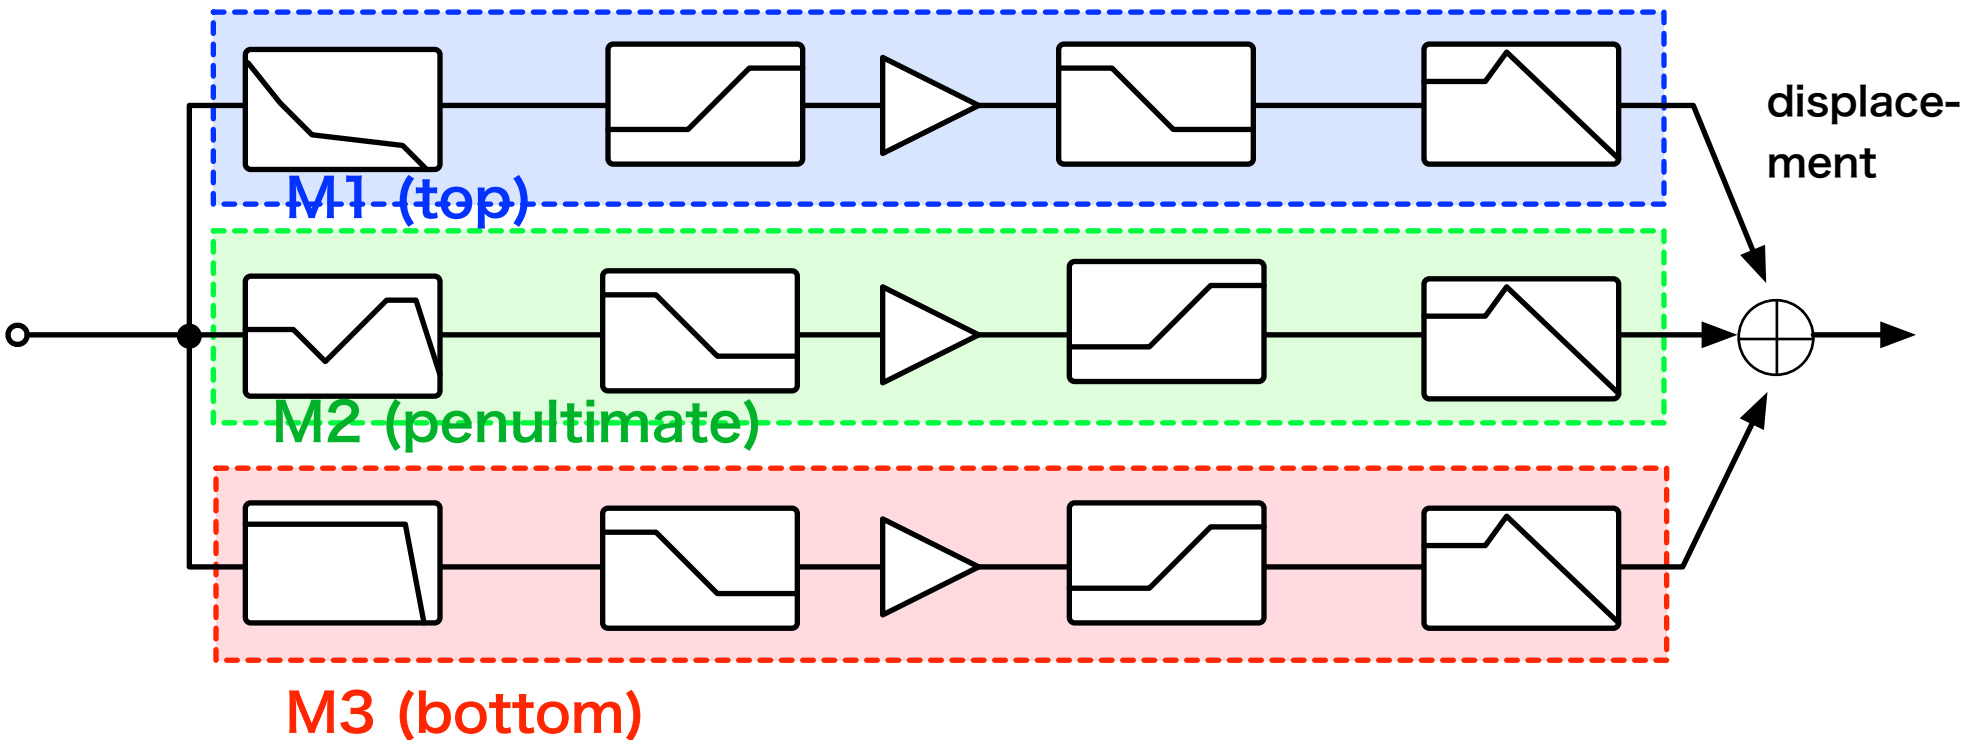 displace-
ment
M1 (top)
M2 (penultimate)
M3 (bottom)